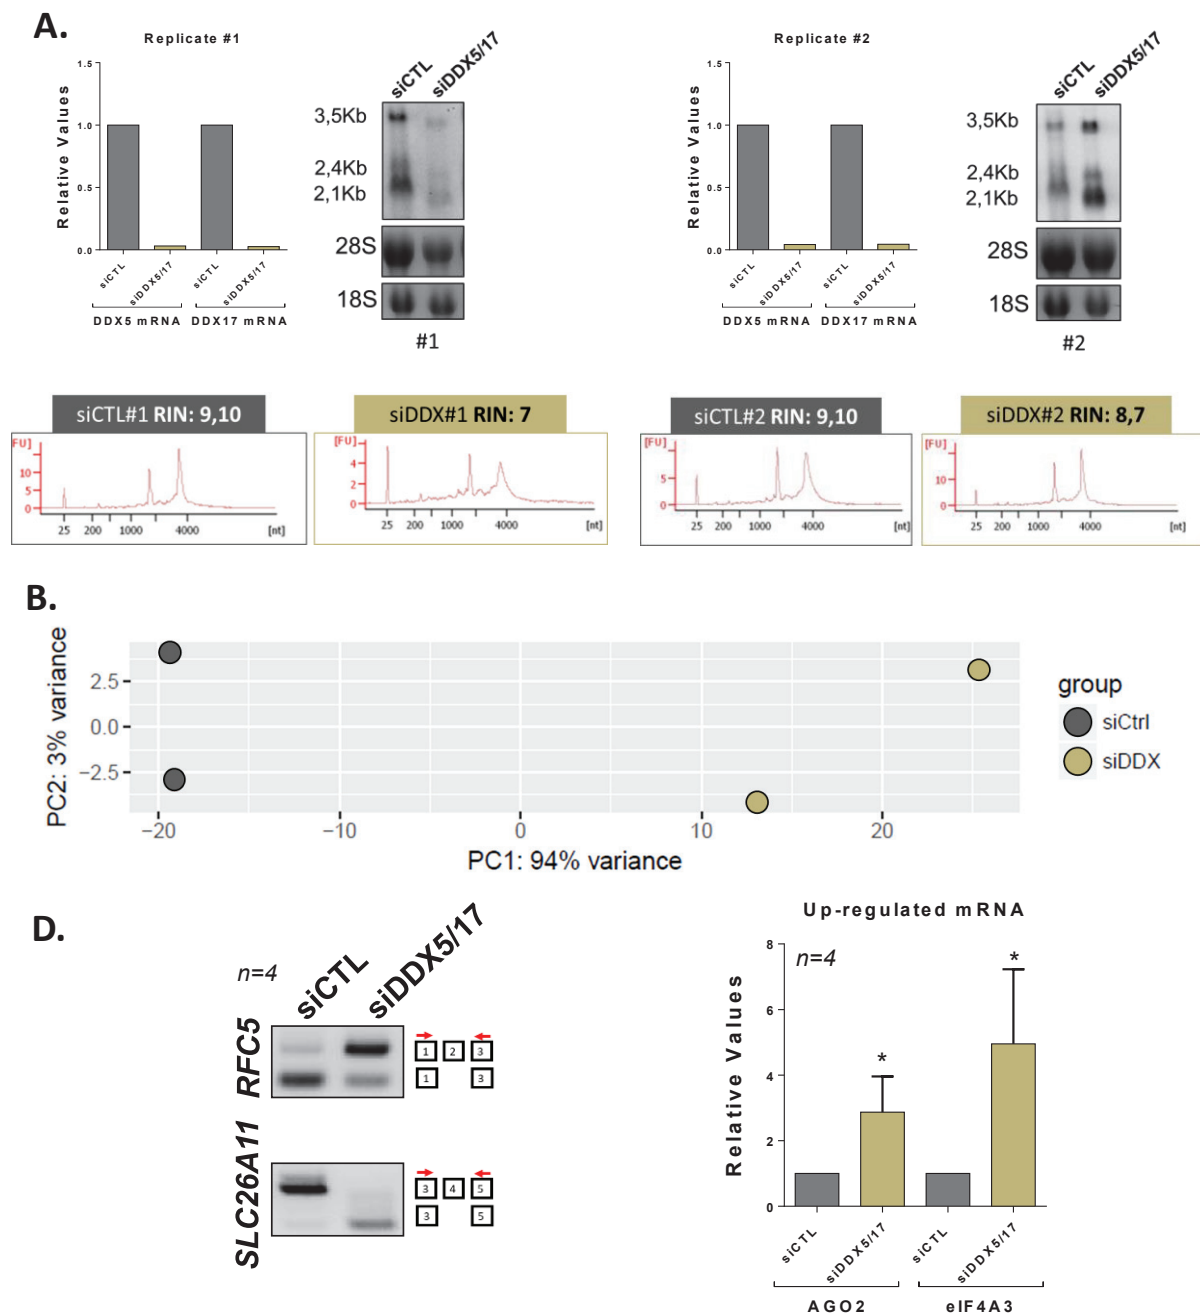 A.
Replicate #1
Relative Values
1.5
1.0
0.5
0.0
siCTL
siDDX5/17
siCTL
siDDX5/17
DDX5 mRNA
DDX17 mRNA
siCTL
siDDX5/17
3,5Kb
2,4Kb
2,1Kb
28S
18S
#1
Replicate #2
Relative Values
1.5
1.0
0.5
0.0
siCTL
siDDX5/17
siCTL
siDDX5/17
DDX5 mRNA
DDX17 mRNA
siCTL
siDDX5/17
3,5Kb
2,4Kb
2,1Kb
28S
18S
#2
siCTL#1 RIN: 9,10
[FU]
10
5
0
25 200 1000 4000 [nt]
siDDX#1 RIN: 7
[FU]
4
2
0
25 200 1000 4000 [nt]
siCTL#2 RIN: 9,10
[FU]
5
0
25 200 1000 4000 [nt]
siDDX#2 RIN: 8,7
[FU]
10
0
25 200 1000 4000 [nt]
B.
PC2: 3% variance
2.5
0.0
−2.5
−20 −10 0 10 20
PC1: 94% variance
group
siCtrl
siDDX
D.
n=4
siCTL
siDDX5/17
RFC5
1 2 3
1 3
SLC26A11
3 4 5
3 5
Up-regulated mRNA
n=4
Relative Values
8
6
4
2
0
*
*
siCTL
siDDX5/17
siCTL
siDDX5/17
AGO2
eIF4A3